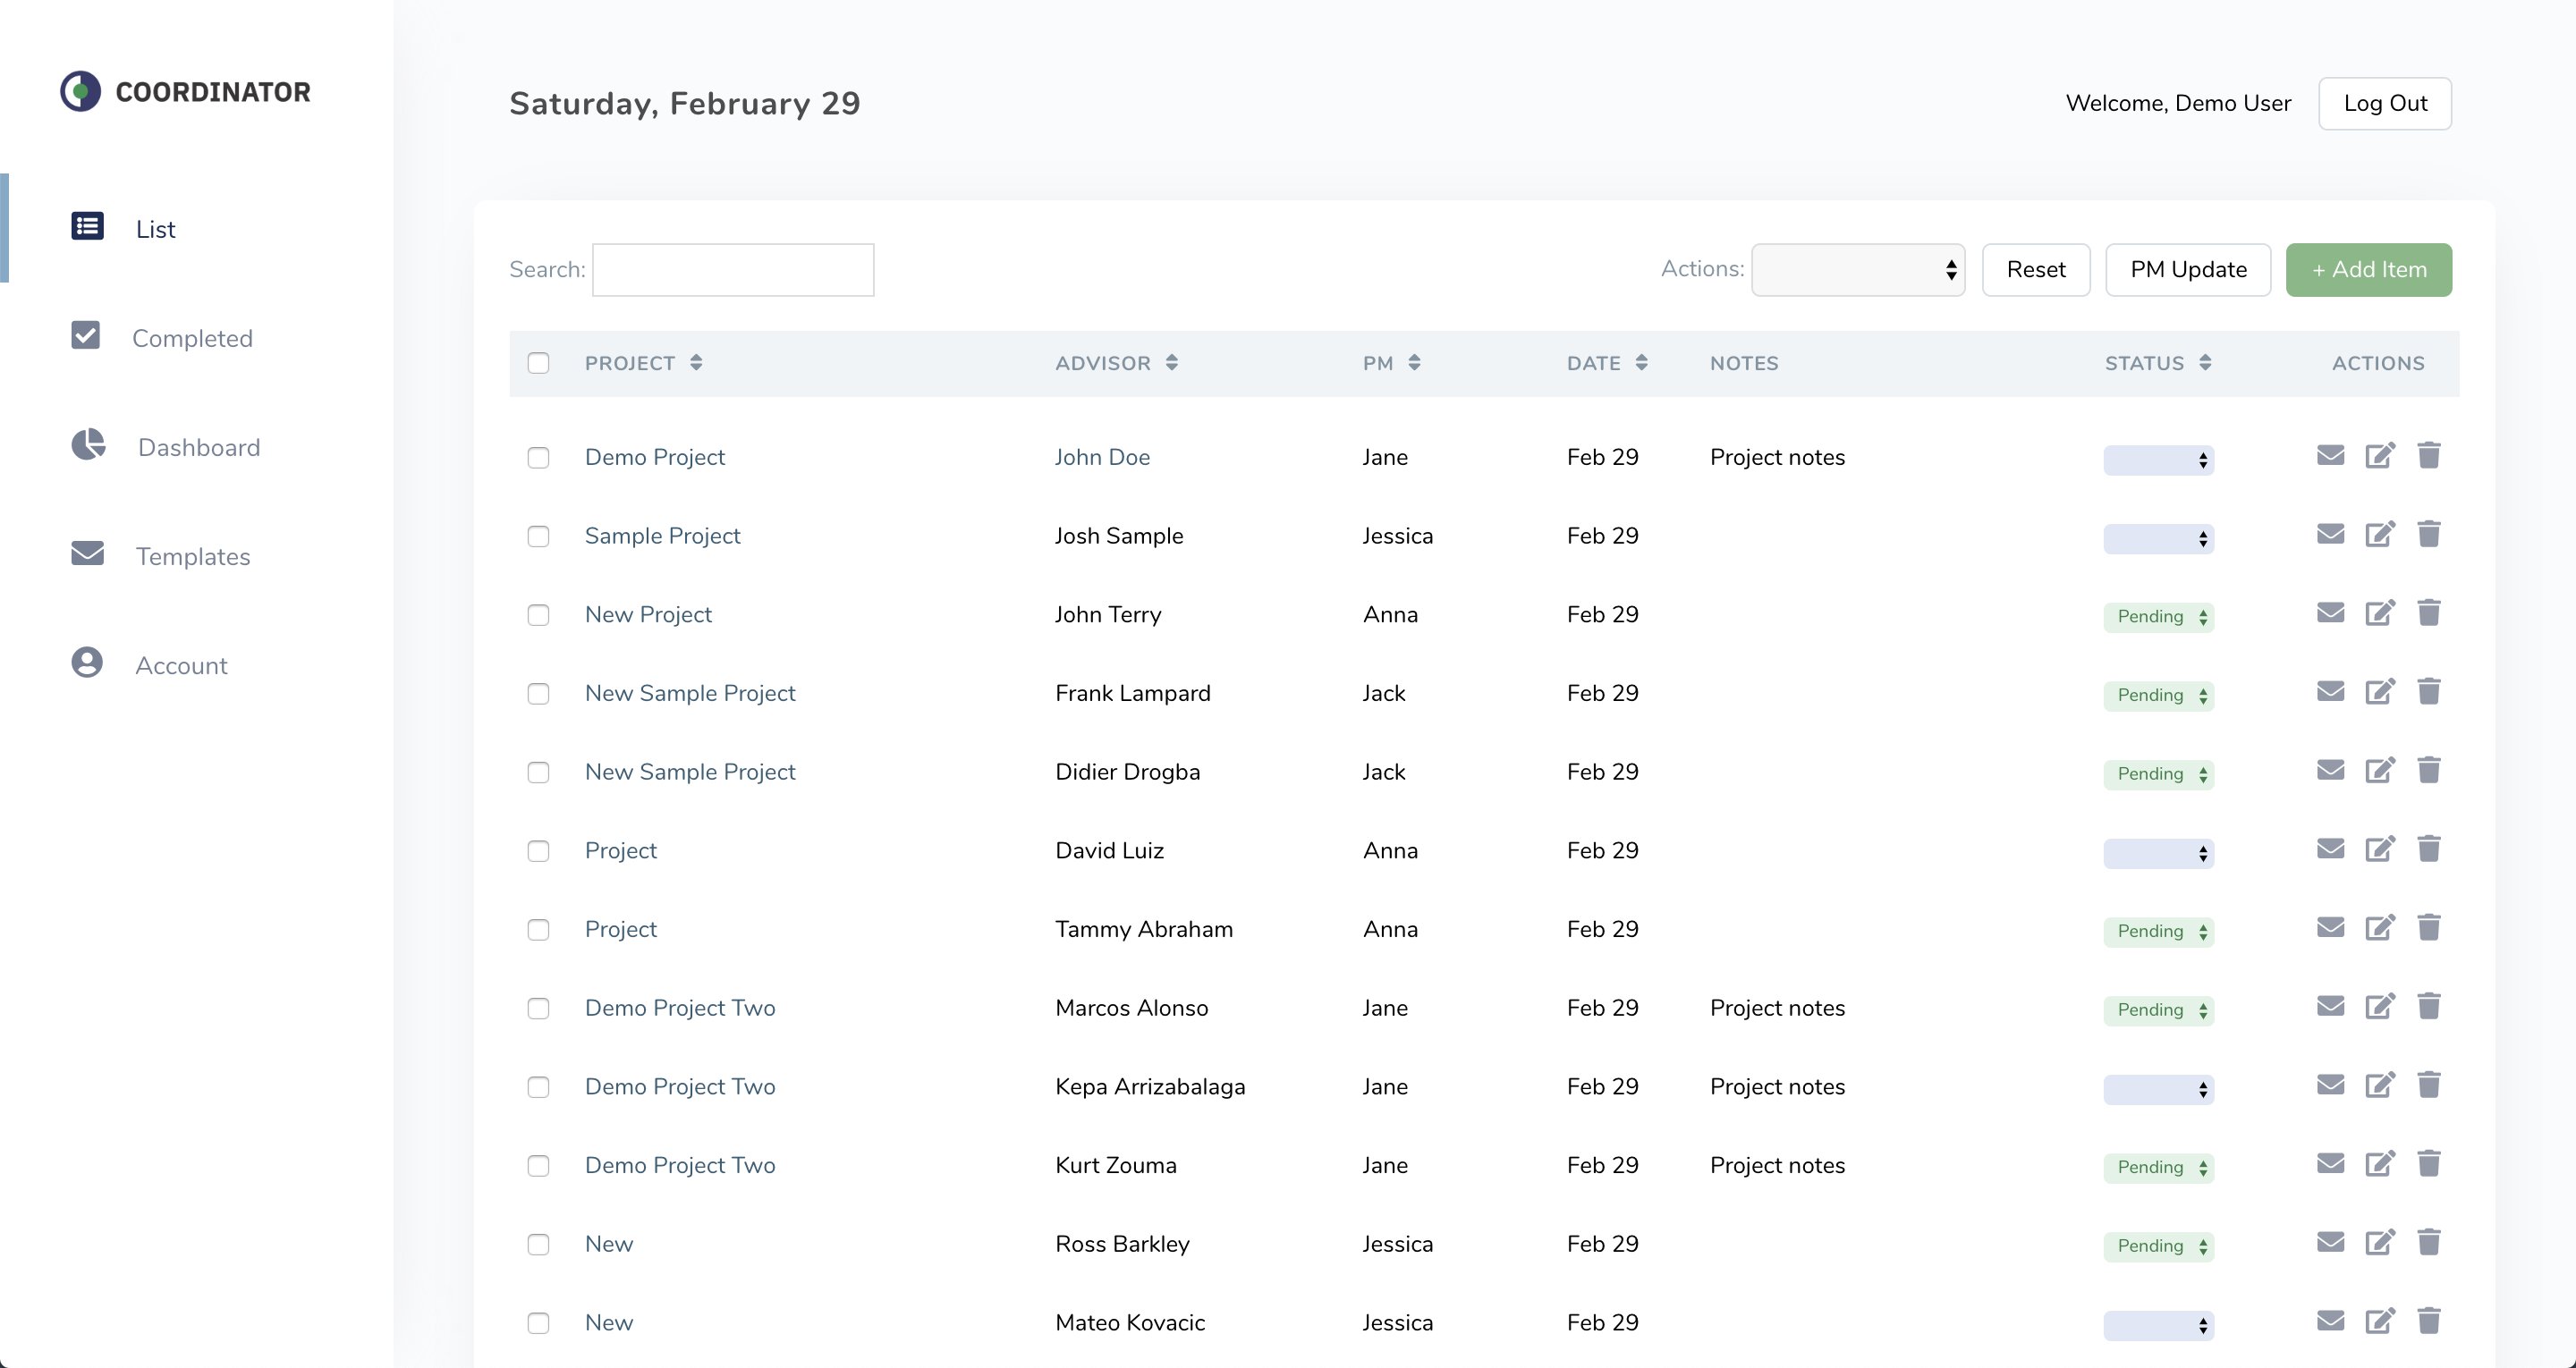 COORDINATOR
List
Completed
Dashboard
Templates
Account
Saturday, February 29
Welcome, Demo User Log Out
Search: Actions: Reset PM Update + Add Item
PROJECT ADVISOR PM DATE NOTES STATUS ACTIONS
Demo Project John Doe Jane Feb 29 Project notes
Sample Project Josh Sample Jessica Feb 29
New Project John Terry Anna Feb 29 Pending
New Sample Project Frank Lampard Jack Feb 29 Pending
New Sample Project Didier Drogba Jack Feb 29 Pending
Project David Luiz Anna Feb 29
Project Tammy Abraham Anna Feb 29 Pending
Demo Project Two Marcos Alonso Jane Feb 29 Project notes Pending
Demo Project Two Kepa Arrizabalaga Jane Feb 29 Project notes
Demo Project Two Kurt Zouma Jane Feb 29 Project notes Pending
New Ross Barkley Jessica Feb 29 Pending
New Mateo Kovacic Jessica Feb 29